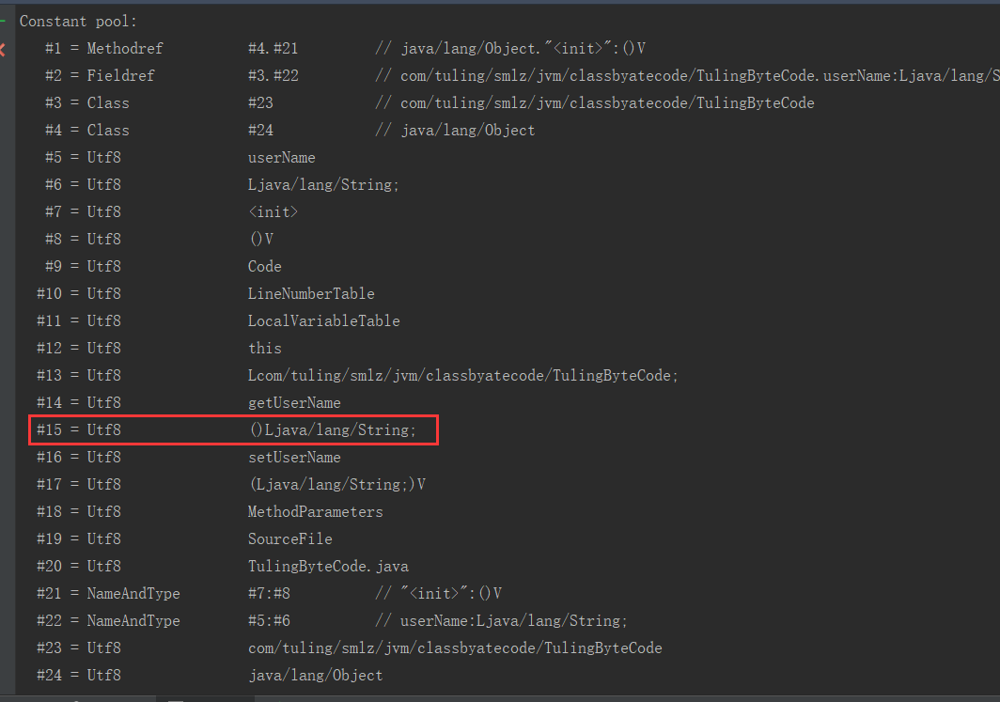 Constant pool:
#1 = Methodref #4.#21 // java/lang/Object."<init>":()V
#2 = Fieldref #3.#22 // com/tuling/smlz/jvm/classbyatecode/TulingByteCode.userName:Ljava/lang/S
#3 = Class #23 // com/tuling/smlz/jvm/classbyatecode/TulingByteCode
#4 = Class #24 // java/lang/Object
#5 = Utf8 userName
#6 = Utf8 Ljava/lang/String;
#7 = Utf8 <init>
#8 = Utf8 ()V
#9 = Utf8 Code
#10 = Utf8 LineNumberTable
#11 = Utf8 LocalVariableTable
#12 = Utf8 this
#13 = Utf8 Lcom/tuling/smlz/jvm/classbyatecode/TulingByteCode;
#14 = Utf8 getUserName
#15 = Utf8 ()Ljava/lang/String;
#16 = Utf8 setUserName
#17 = Utf8 (Ljava/lang/String;)V
#18 = Utf8 MethodParameters
#19 = Utf8 SourceFile
#20 = Utf8 TulingByteCode.java
#21 = NameAndType #7:#8 // "<init>":()V
#22 = NameAndType #5:#6 // userName:Ljava/lang/String;
#23 = Utf8 com/tuling/smlz/jvm/classbyatecode/TulingByteCode
#24 = Utf8 java/lang/Object